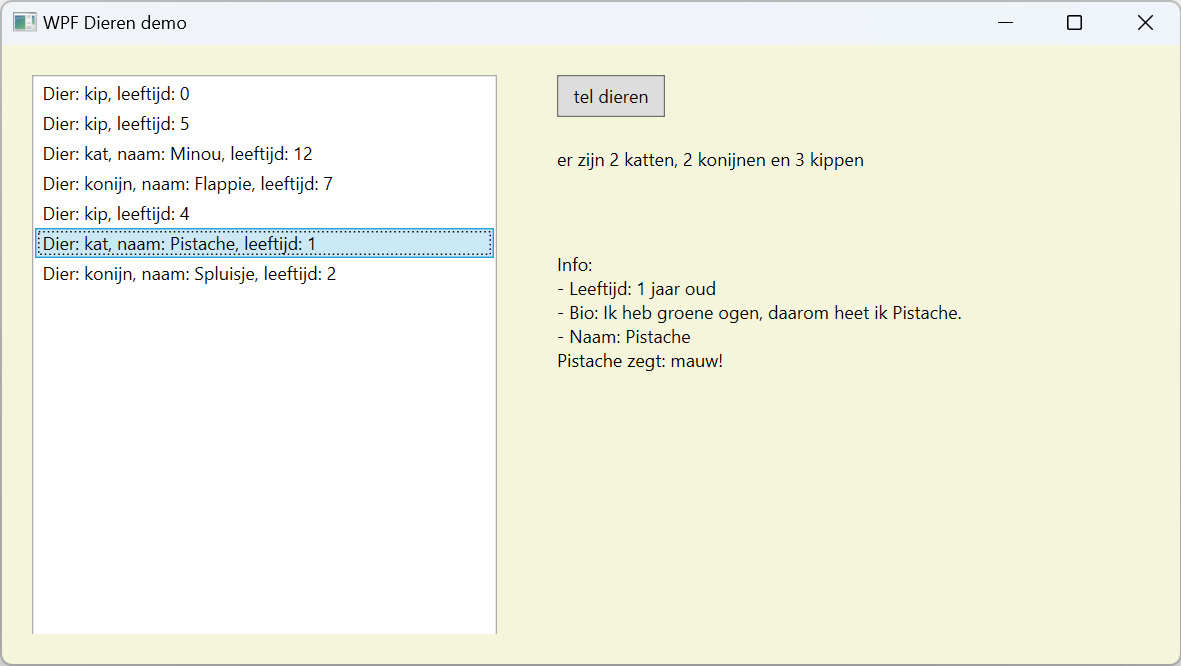 WPF Dieren demo
Dier: kip, leeftijd: 0
Dier: kip, leeftijd: 5
Dier: kat, naam: Minou, leeftijd: 12
Dier: konijn, naam: Flappie, leeftijd: 7
Dier: kip, leeftijd: 4
Dier: kat, naam: Pistache, leeftijd: 1
Dier: konijn, naam: Spluisje, leeftijd: 2
tel dieren
er zijn 2 katten, 2 konijnen en 3 kippen
Info:
- Leeftijd: 1 jaar oud
- Bio: Ik heb groene ogen, daarom heet ik Pistache.
- Naam: Pistache
Pistache zegt: mauw!